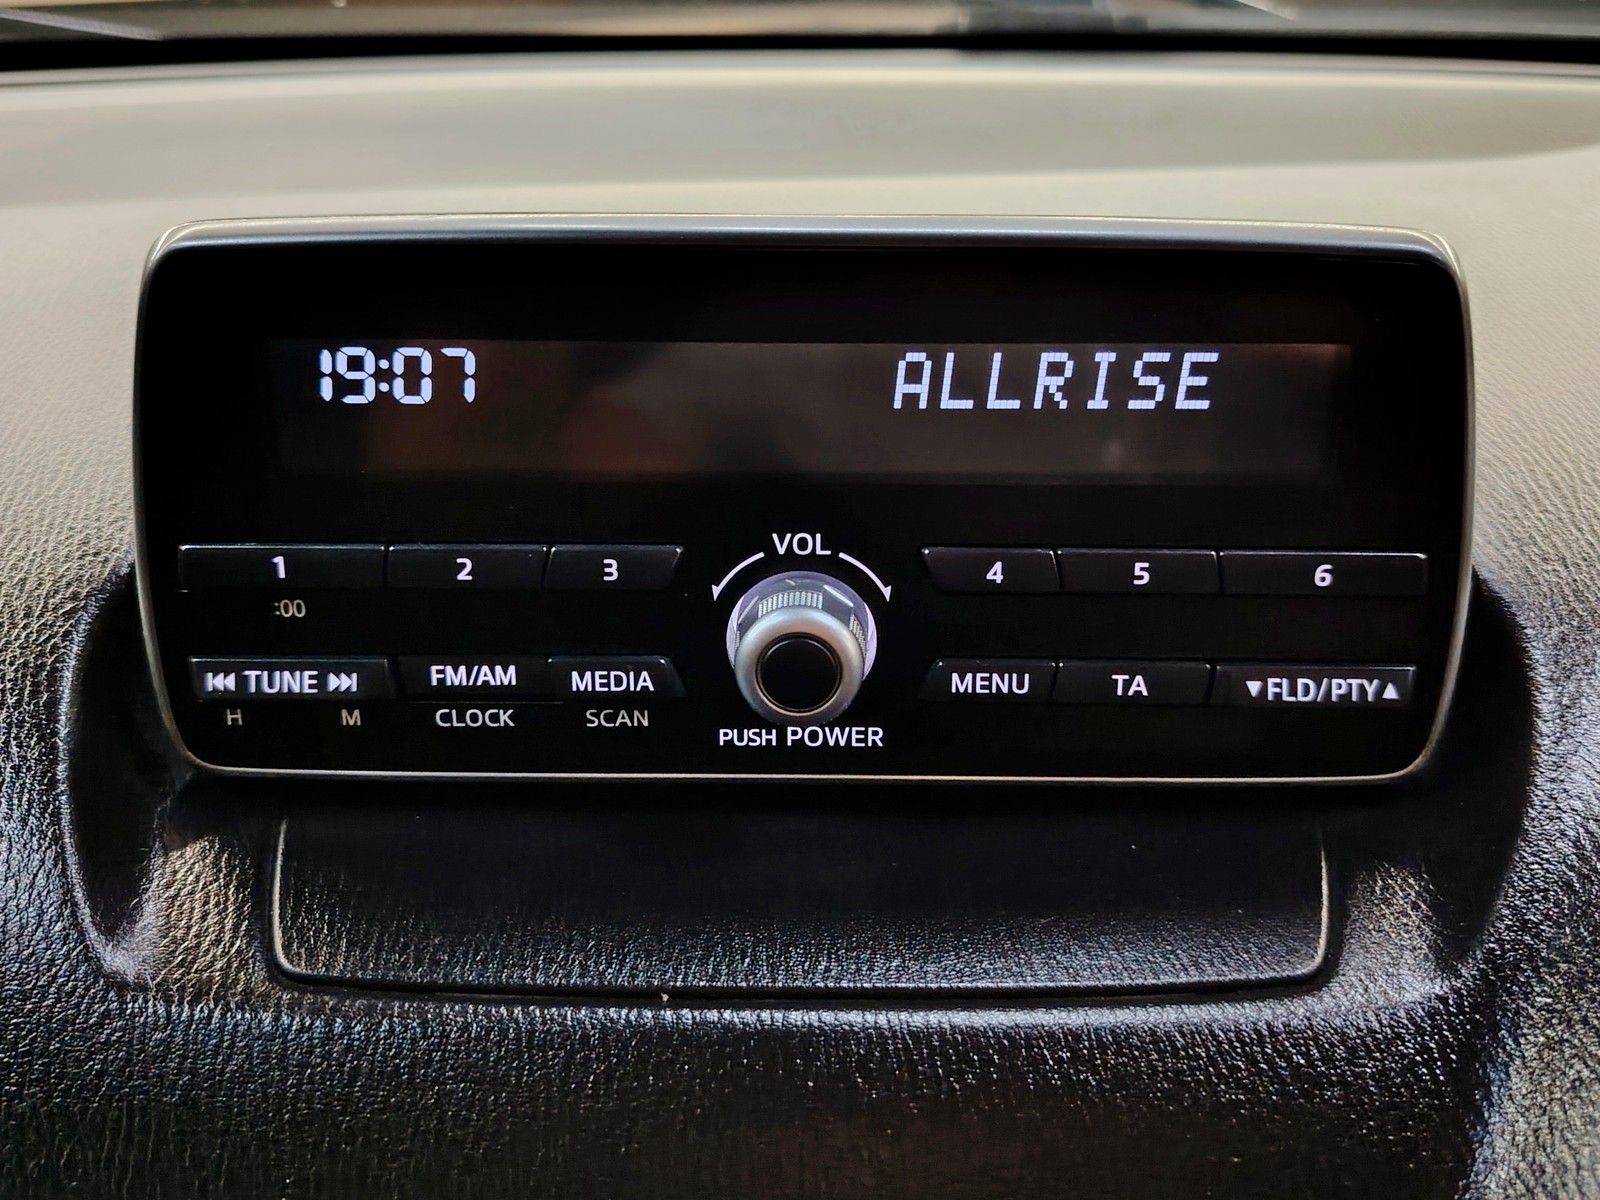 19:07 ALLRISE
VOL
1 2 3 4 5 6
:00
TUNE FM/AM MEDIA MENU TA ▼FLD/PTY▲
H M CLOCK SCAN
PUSH POWER